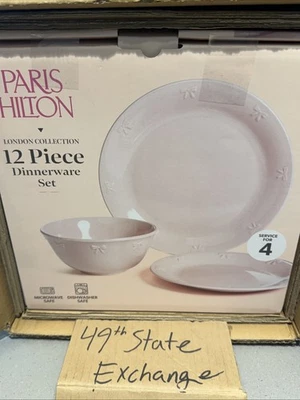 PARIS
HILTON
LONDON COLLECTION
12 Piece
Dinnerware
Set
SERVICE
FOR
4
MICROWAVE
SAFE
DISHWASHER
SAFE
49th State
Exchange